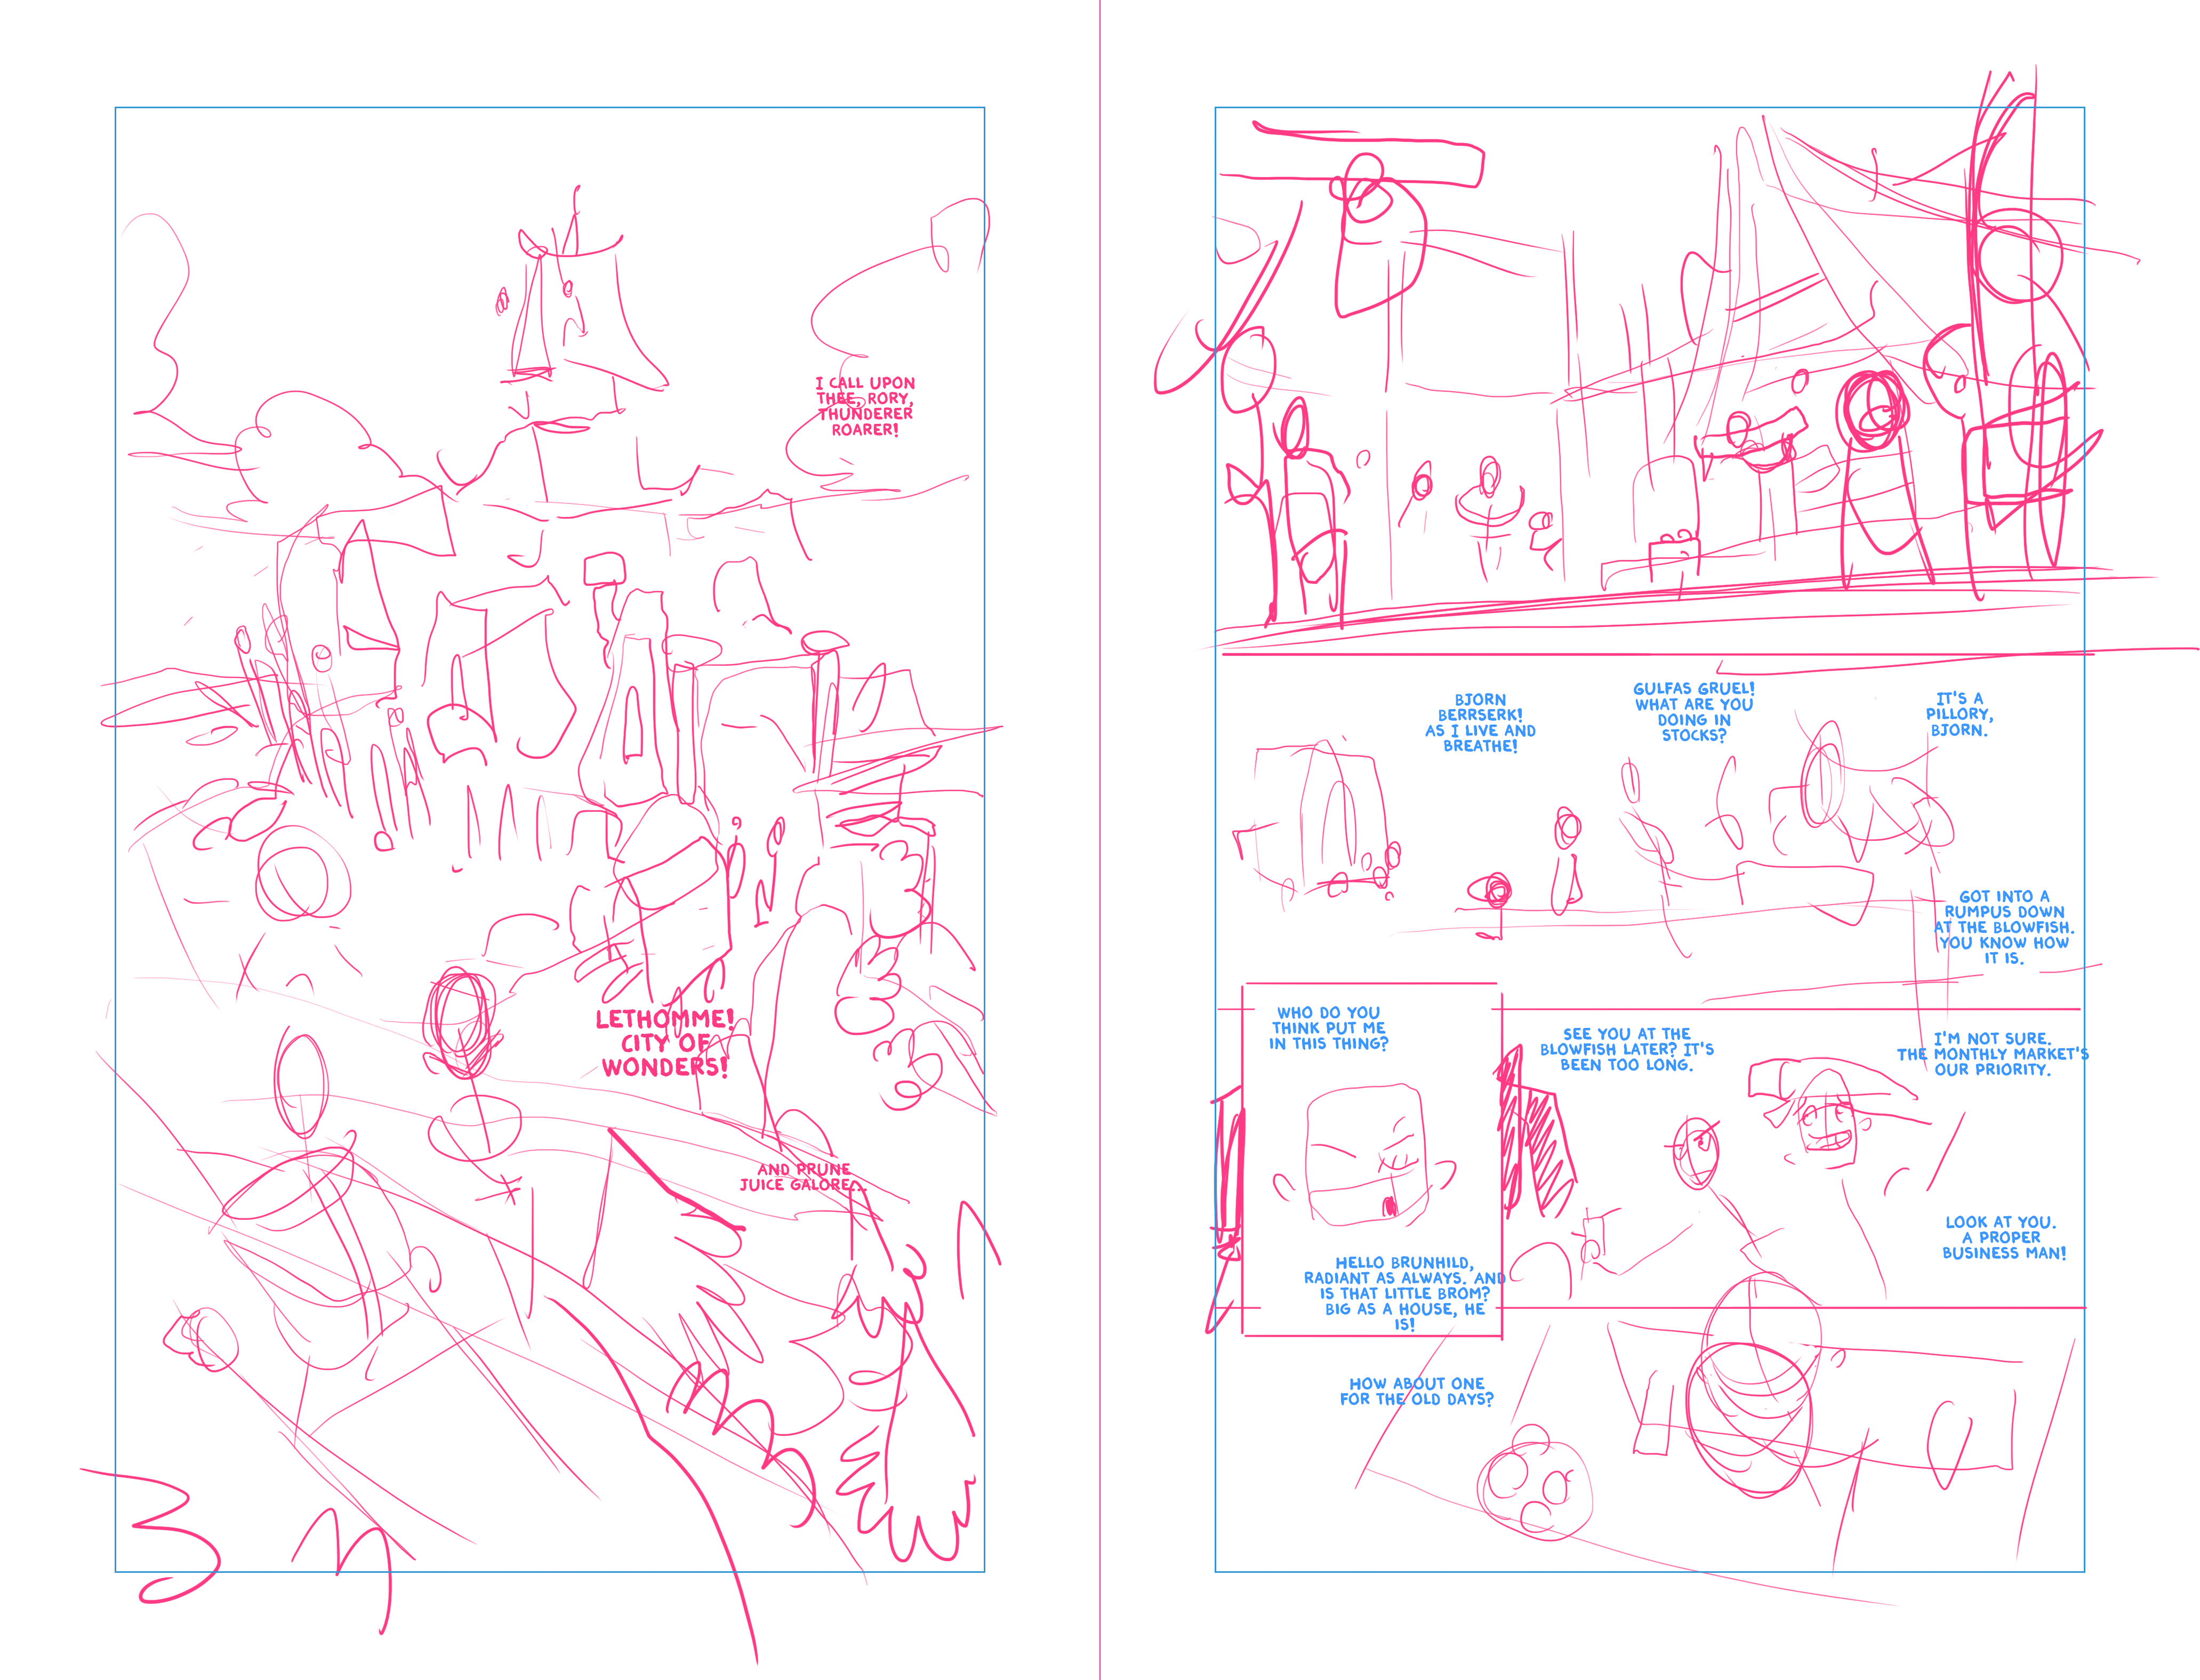 I CALL UPON
THEE, RORY,
THUNDERER
ROARER!
LETHOMME!
CITY OF
WONDERS!
AND PRUNE
JUICE GALORE...
BJORN
BERRSERK!
AS I LIVE AND
BREATHE!
GULFAS GRUEL!
WHAT ARE YOU
DOING IN
STOCKS?
IT'S A
PILLORY,
BJORN.
GOT INTO A
RUMPUS DOWN
AT THE BLOWFISH.
YOU KNOW HOW
IT IS.
WHO DO YOU
THINK PUT ME
IN THIS THING?
HELLO BRUNHILD,
RADIANT AS ALWAYS. AND
IS THAT LITTLE BROM?
BIG AS A HOUSE, HE
IS!
SEE YOU AT THE
BLOWFISH LATER? IT'S
BEEN TOO LONG.
I'M NOT SURE.
THE MONTHLY MARKET'S
OUR PRIORITY.
LOOK AT YOU.
A PROPER
BUSINESS MAN!
HOW ABOUT ONE
FOR THE OLD DAYS?